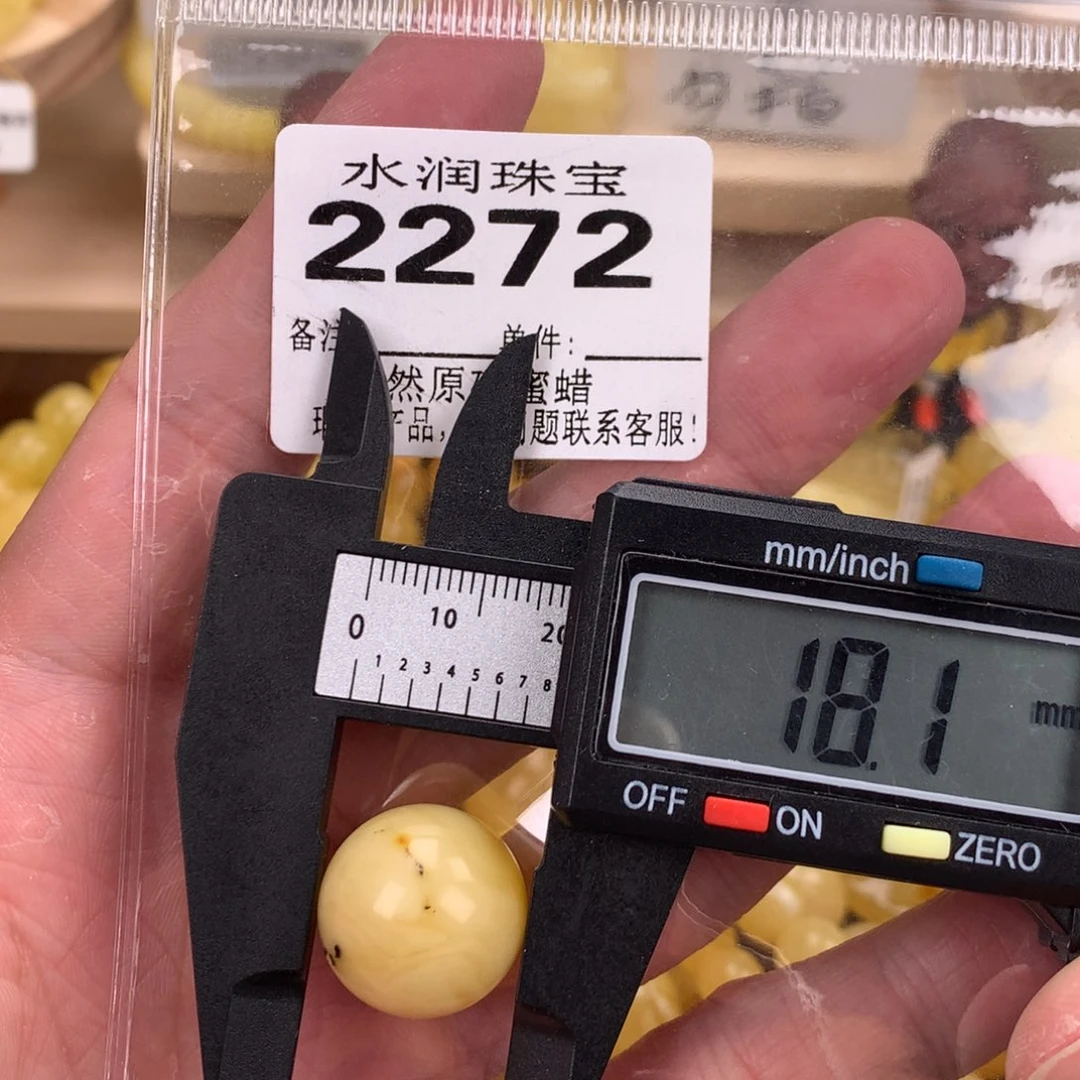 水润珠宝
2272
备注 单件:
然原 蜜蜡
产品, 题联系客服!
mm/inch
0 10 20
1 2 3 4 5 6 7 8
18.1 mm
OFF ON ZERO